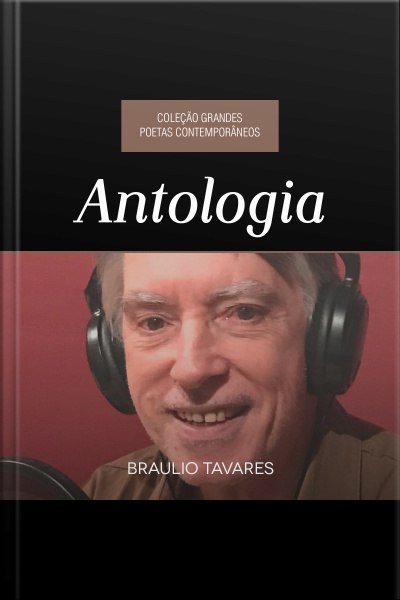 COLEÇÃO GRANDES
POETAS CONTEMPORÂNEOS
Antologia
BRAULIO TAVARES